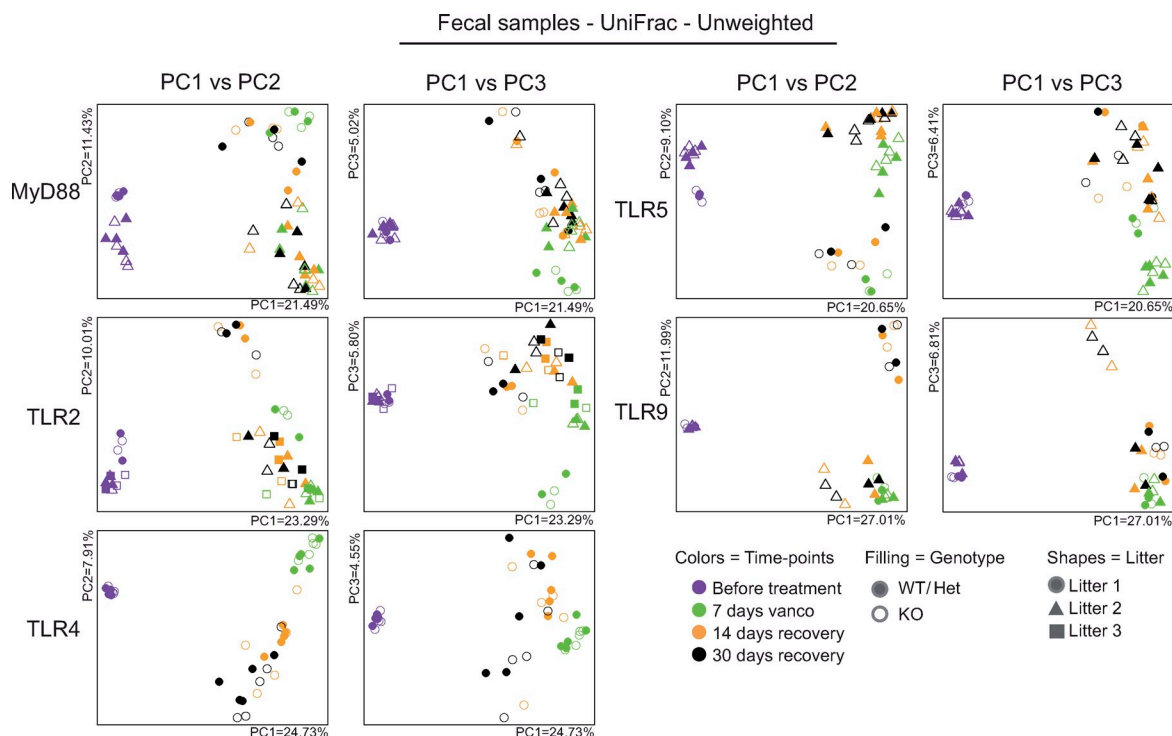 Fecal samples - UniFrac - Unweighted
PC1 vs PC2
PC1 vs PC3
PC1 vs PC2
PC1 vs PC3
MyD88
PC2=11.43%
PC1=21.49%
PC3=5.02%
PC1=21.49%
TLR5
PC2=9.10%
PC1=20.65%
PC3=6.41%
PC1=20.65%
TLR2
PC2=10.01%
PC1=23.29%
PC3=5.80%
PC1=23.29%
TLR9
PC2=11.99%
PC1=27.01%
PC3=6.81%
PC1=27.01%
TLR4
PC2=7.91%
PC1=24.73%
PC3=4.55%
PC1=24.73%
Colors = Time-points
Before treatment
7 days vanco
14 days recovery
30 days recovery
Filling = Genotype
WT/Het
KO
Shapes = Litter
Litter 1
Litter 2
Litter 3